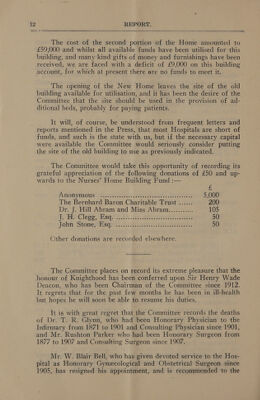 12 REPORT.
The cost of the second portion of the Home amounted to
£59,000 and whilst all available funds have been utilised for this
building, and many kind gifts of money and furnishings have been
received, we are faced with a deficit of £9,000 on this building
account, for which at present there are no funds to meet it.
The opening of the New Home leaves the site of the old
building available for utilisation, and it has been the desire of the
Committee that the site should be used in the provision of ad-
ditional beds, probably for paying patients.
It will, of course, be understood from frequent letters and
reports mentioned in the Press, that most Hospitals are short of
funds, and such is the state with us, but if the necessary capital
were available the Committee would seriously consider putting
the site of the old building to use as previously indicated.
The Committee would take this opportunity of recording its
grateful appreciation of the following donations of £50 and up-
wards to the Nurses' Home Building Fund :—
£
Anonymous ........................ 5,000
The Bernhard Baron Charitable Trust ...... 200
Dr. J. Hill Abram and Miss Abram.......... 105
J. H. Clegg, Esq. ........................ 50
John Stone, Esq. ........................ 50
Other donations are recorded elsewhere.
The Committee places on record its extreme pleasure that the
honour of Knighthood has been conferred upon Sir Henry Wade
Deacon, who has been Chairman of the Committee since 1912.
It regrets that for the past few months he has been in ill-health
but hopes he will soon be able to resume his duties.
It is with great regret that the Committee records the deaths
of Dr. T. R. Glynn, who had been Honorary Physician to the
Infirmary from 1871 to 1901 and Consulting Physician since 1901,
and Mr. Rushton Parker who had been Honorary Surgeon from
1877 to 1907 and Consulting Surgeon since 1907.
Mr. W. Blair Bell, who has given devoted service to the Hos-
pital as Honorary Gynæcological and Obstetrical Surgeon since
1905, has resigned his appointment, and is recommended to the